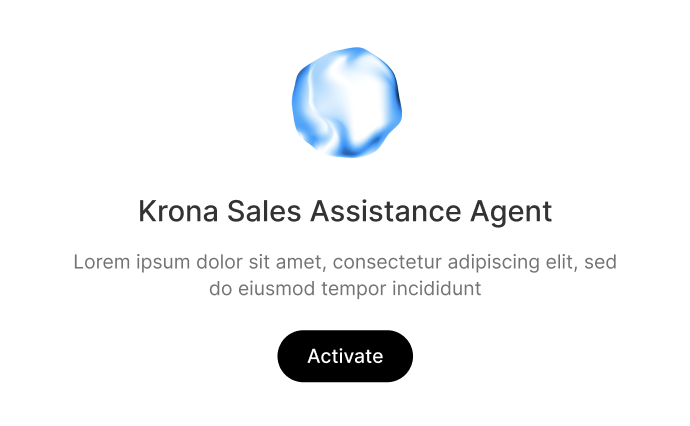 Krona Sales Assistance Agent
Lorem ipsum dolor sit amet, consectetur adipiscing elit, sed
do eiusmod tempor incididunt
Activate